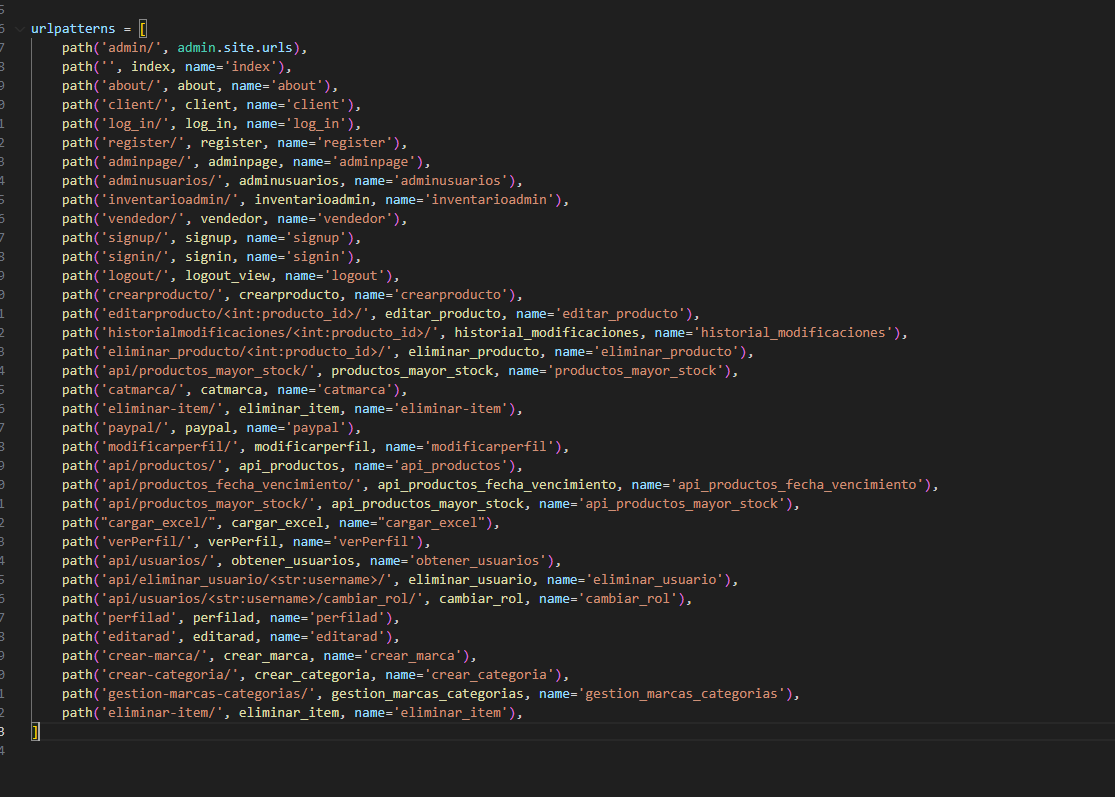 urlpatterns = [
path('admin/', admin.site.urls),
path('', index, name='index'),
path('about/', about, name='about'),
path('client/', client, name='client'),
path('log_in/', log_in, name='log_in'),
path('register/', register, name='register'),
path('adminpage/', adminpage, name='adminpage'),
path('adminusuarios/', adminusuarios, name='adminusuarios'),
path('inventarioadmin/', inventarioadmin, name='inventarioadmin'),
path('vendedor/', vendedor, name='vendedor'),
path('signup/', signup, name='signup'),
path('signin/', signin, name='signin'),
path('logout/', logout_view, name='logout'),
path('crearproducto/', crearproducto, name='crearproducto'),
path('editarproducto/<int:producto_id>/', editar_producto, name='editar_producto'),
path('historialmodificaciones/<int:producto_id>/', historial_modificaciones, name='historial_modificaciones'),
path('eliminar_producto/<int:producto_id>/', eliminar_producto, name='eliminar_producto'),
path('api/productos_mayor_stock/', productos_mayor_stock, name='productos_mayor_stock'),
path('catmarca/', catmarca, name='catmarca'),
path('eliminar-item/', eliminar_item, name='eliminar-item'),
path('paypal/', paypal, name='paypal'),
path('modificarperfil/', modificarperfil, name='modificarperfil'),
path('api/productos/', api_productos, name='api_productos'),
path('api/productos_fecha_vencimiento/', api_productos_fecha_vencimiento, name='api_productos_fecha_vencimiento'),
path('api/productos_mayor_stock/', api_productos_mayor_stock, name='api_productos_mayor_stock'),
path("cargar_excel/", cargar_excel, name="cargar_excel"),
path('verPerfil/', verPerfil, name='verPerfil'),
path('api/usuarios/', obtener_usuarios, name='obtener_usuarios'),
path('api/eliminar_usuario/<str:username>/', eliminar_usuario, name='eliminar_usuario'),
path('api/usuarios/<str:username>/cambiar_rol/', cambiar_rol, name='cambiar_rol'),
path('perfilad', perfilad, name='perfilad'),
path('editarad', editarad, name='editarad'),
path('crear-marca/', crear_marca, name='crear_marca'),
path('crear-categoria/', crear_categoria, name='crear_categoria'),
path('gestion-marcas-categorias/', gestion_marcas_categorias, name='gestion_marcas_categorias'),
path('eliminar-item/', eliminar_item, name='eliminar_item'),
]